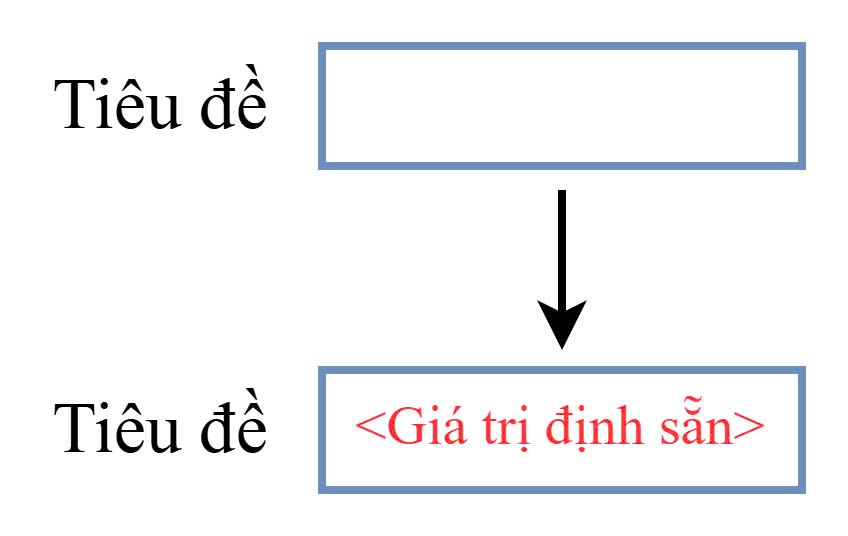 Tiêu đề
Tiêu đề
<Giá trị định sẵn>